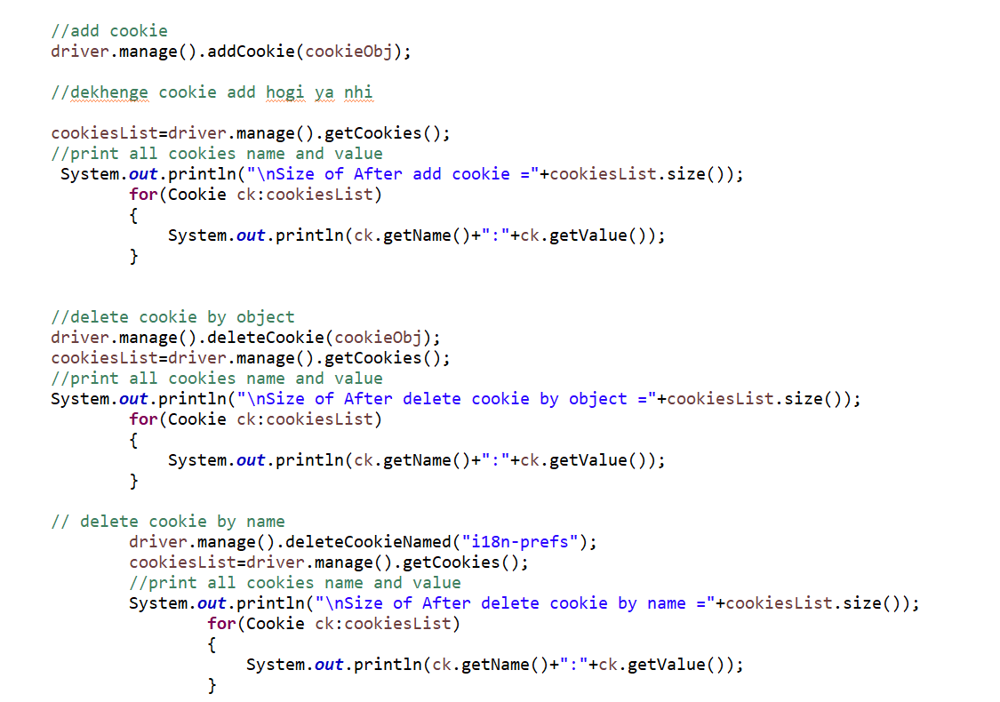 //add cookie
driver.manage().addCookie(cookieObj);
//dekhenge cookie add hogi ya nhi
cookiesList=driver.manage().getCookies();
//print all cookies name and value
System.out.println("\nSize of After add cookie ="+cookiesList.size());
for(Cookie ck:cookiesList)
{
System.out.println(ck.getName()+":"+ck.getValue());
}
//delete cookie by object
driver.manage().deleteCookie(cookieObj);
cookiesList=driver.manage().getCookies();
//print all cookies name and value
System.out.println("\nSize of After delete cookie by object ="+cookiesList.size());
for(Cookie ck:cookiesList)
{
System.out.println(ck.getName()+":"+ck.getValue());
}
// delete cookie by name
driver.manage().deleteCookieNamed("i18n-prefs");
cookiesList=driver.manage().getCookies();
//print all cookies name and value
System.out.println("\nSize of After delete cookie by name ="+cookiesList.size());
for(Cookie ck:cookiesList)
{
System.out.println(ck.getName()+":"+ck.getValue());
}